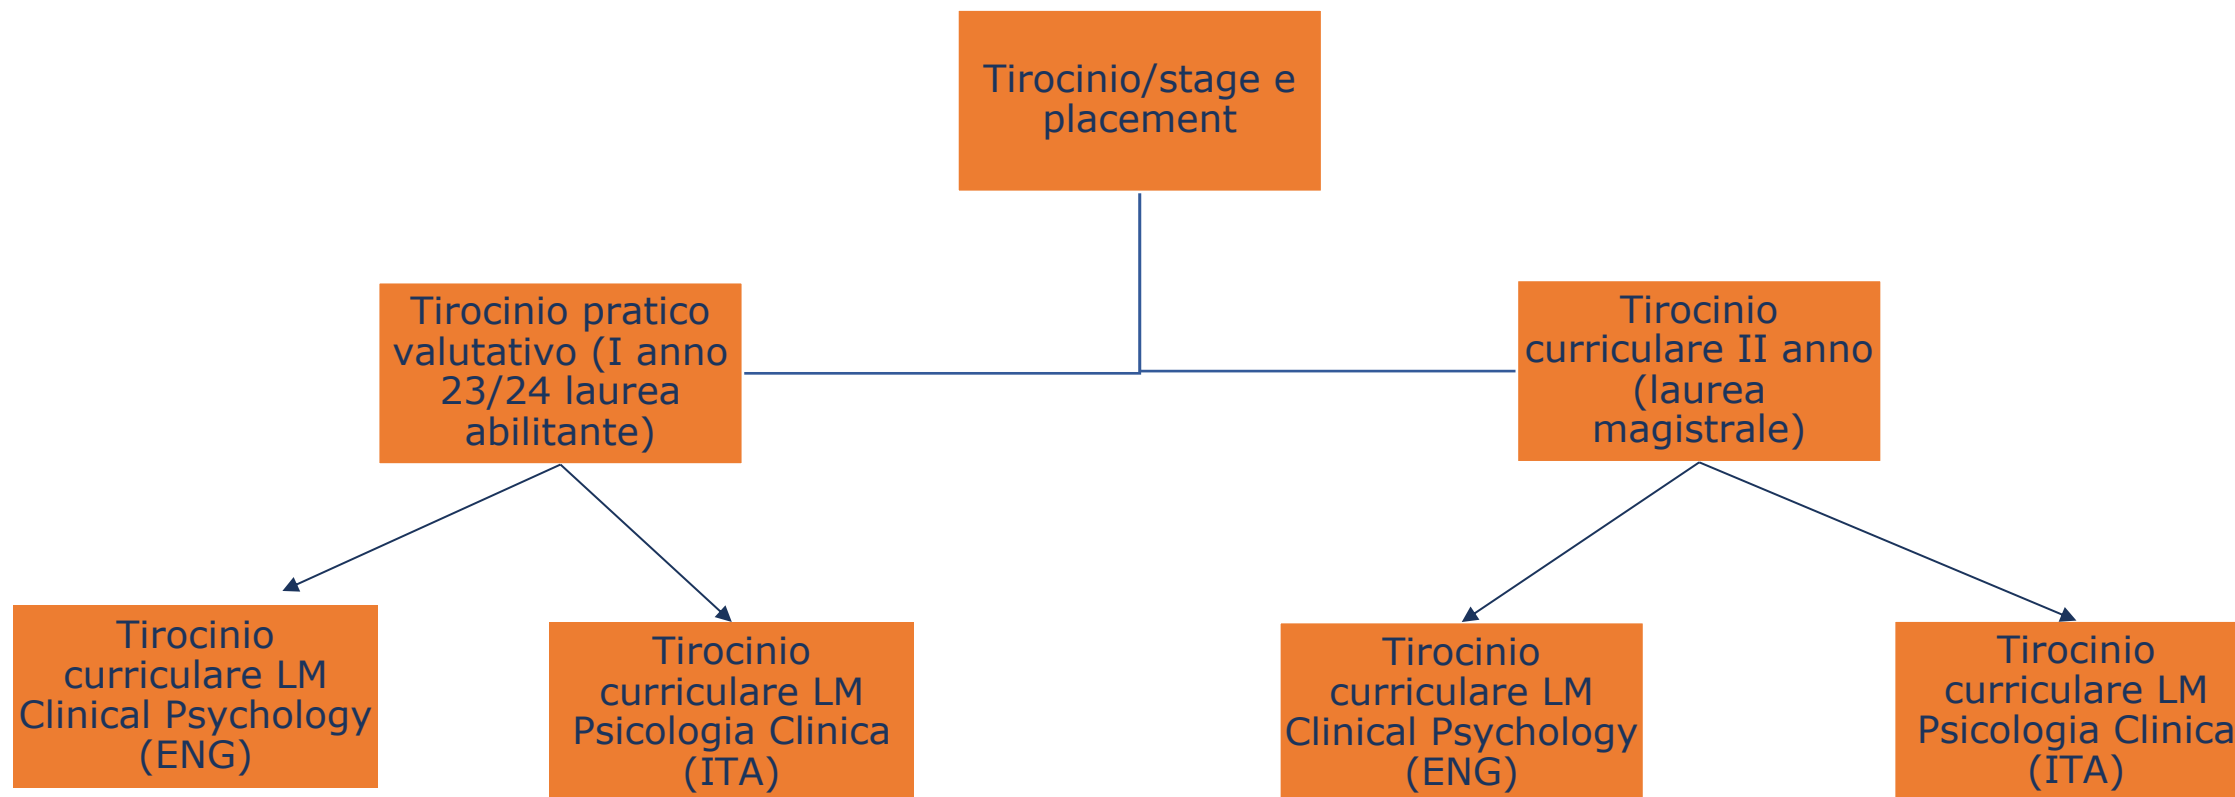 Tirocinio/stage e
placement
Tirocinio pratico
valutativo (I anno
23/24 laurea
abilitante)
Tirocinio
curriculare II anno
(laurea
magistrale)
Tirocinio
curriculare LM
Clinical Psychology
(ENG)
Tirocinio
curriculare LM
Psicologia Clinica
(ITA)
Tirocinio
curriculare LM
Clinical Psychology
(ENG)
Tirocinio
curriculare LM
Psicologia Clinica
(ITA)